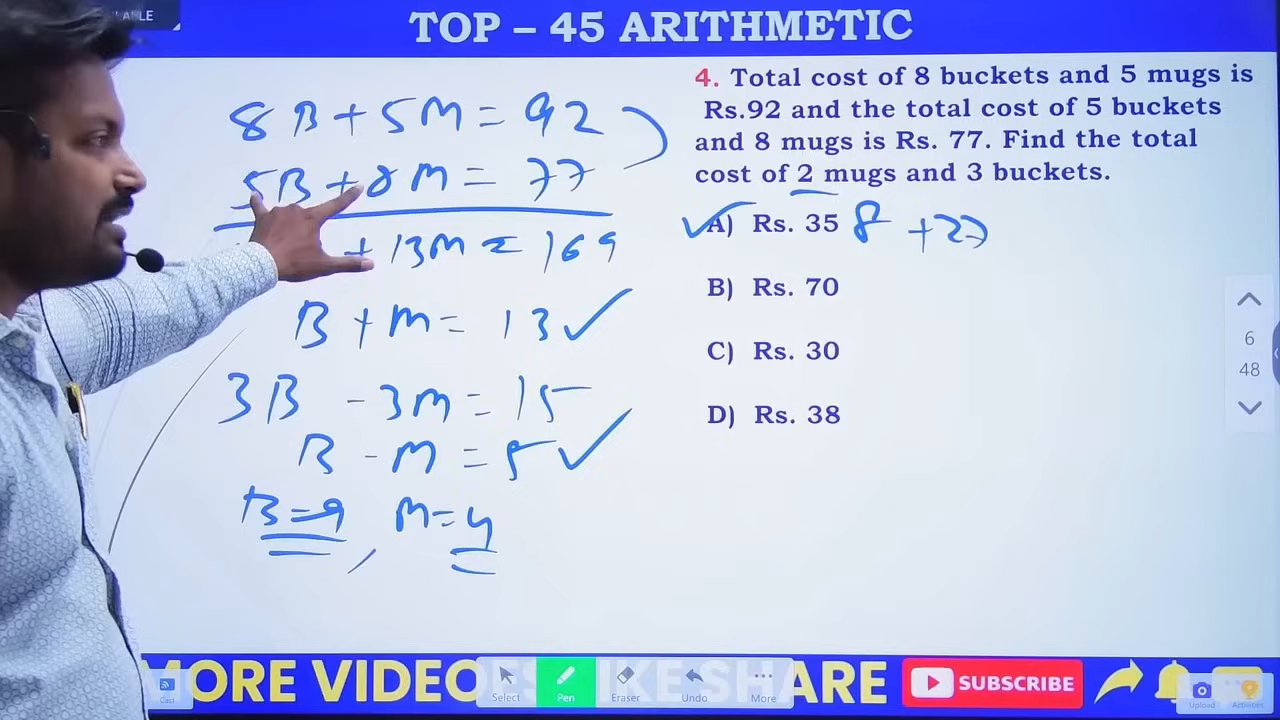 TOP – 45 ARITHMETIC
8B + 5M = 92
5B + 8M = 77
+ 13M = 169
B + M = 13 ✓
3B - 3M = 15
B - M = 5 ✓
B = 9, M = 4
4. Total cost of 8 buckets and 5 mugs is
Rs.92 and the total cost of 5 buckets
and 8 mugs is Rs. 77. Find the total
cost of 2 mugs and 3 buckets.
✓ A) Rs. 35 8 + 27
B) Rs. 70
C) Rs. 30
D) Rs. 38
6
48
MORE VIDEOS
SUBSCRIBE
Select
Pen
Eraser
Undo
More
Upload
Activities